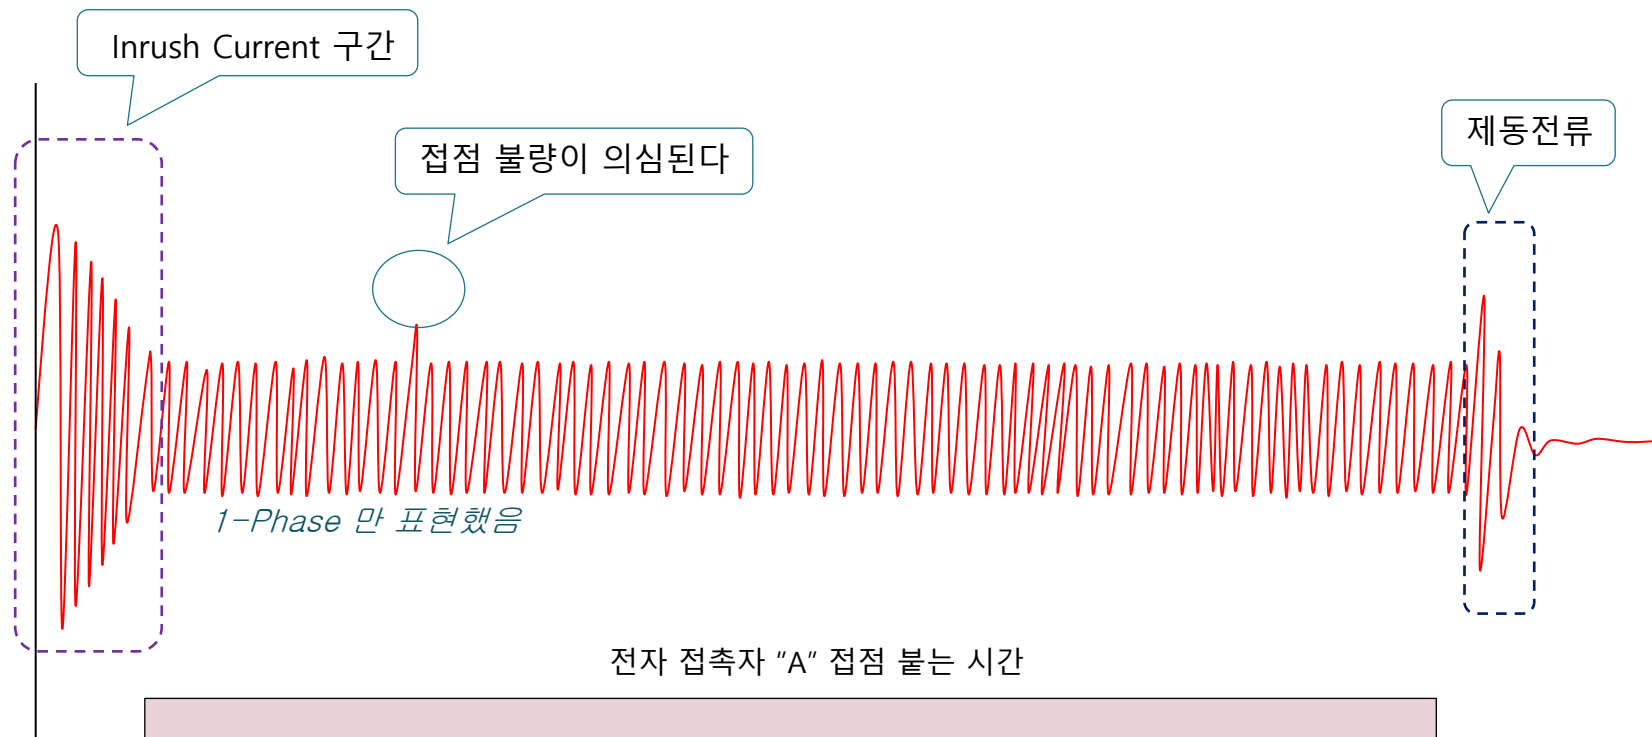 Inrush Current 구간
접점 불량이 의심된다
제동전류
1-Phase 만 표현했음
전자 접촉자 "A" 접점 붙는 시간